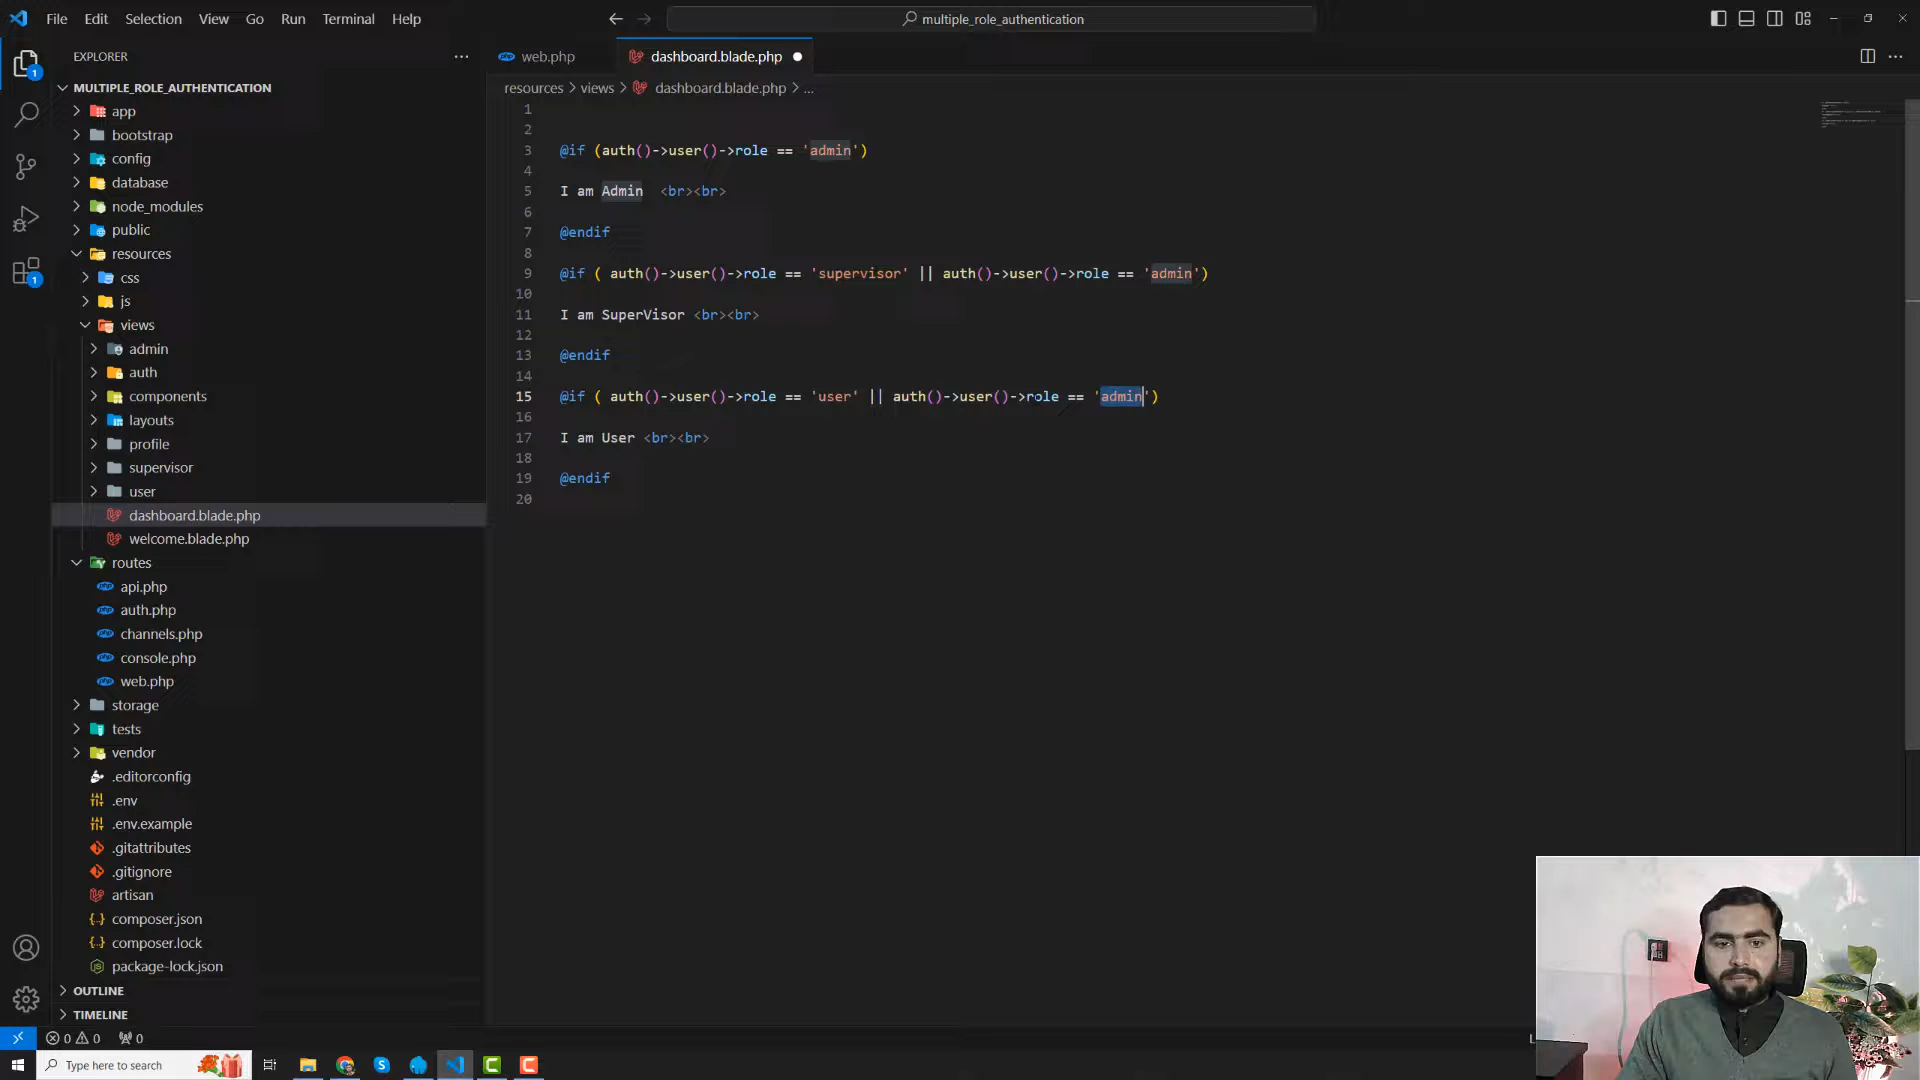 File Edit Selection View Go Run Terminal Help
multiple_role_authentication
EXPLORER
MULTIPLE_ROLE_AUTHENTICATION
app
bootstrap
config
database
node_modules
public
resources
css
js
views
admin
auth
components
layouts
profile
supervisor
user
dashboard.blade.php
welcome.blade.php
routes
api.php
auth.php
channels.php
console.php
web.php
storage
tests
vendor
.editorconfig
.env
.env.example
.gitattributes
.gitignore
artisan
composer.json
composer.lock
package-lock.json
OUTLINE
TIMELINE
1
1
web.php
dashboard.blade.php
resources > views > dashboard.blade.php > ...
1
2
3 @if (auth()->user()->role == 'admin')
4
5 I am Admin <br><br>
6
7 @endif
8
9 @if ( auth()->user()->role == 'supervisor' || auth()->user()->role == 'admin')
10
11 I am SuperVisor <br><br>
12
13 @endif
14
15 @if ( auth()->user()->role == 'user' || auth()->user()->role == 'admin')
16
17 I am User <br><br>
18
19 @endif
20
0 0 0
Type here to search